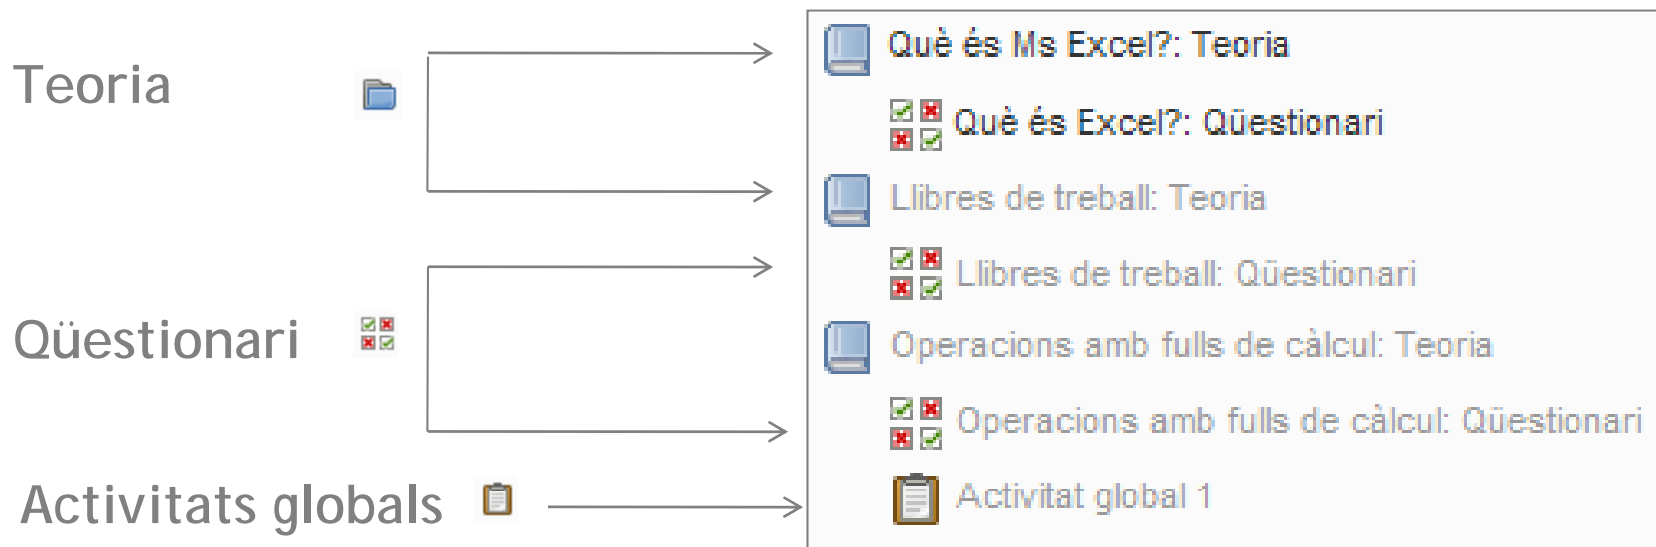 Teoria
Qüestionari
Activitats globals
Què és Ms Excel?: Teoria
Què és Excel?: Qüestionari
Llibres de treball: Teoria
Llibres de treball: Qüestionari
Operacions amb fulls de càlcul: Teoria
Operacions amb fulls de càlcul: Qüestionari
Activitat global 1